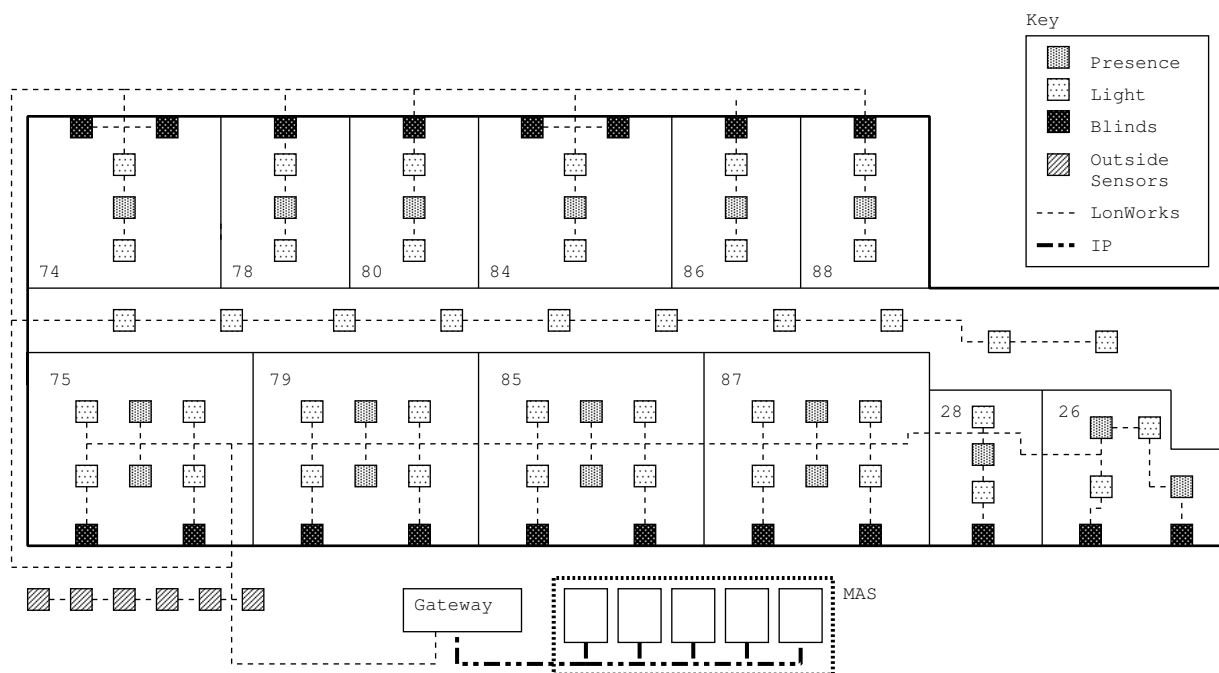 Key
Presence
Light
Blinds
Outside
Sensors
LonWorks
IP
74
78
80
84
86
88
75
79
85
87
28
26
Gateway
MAS